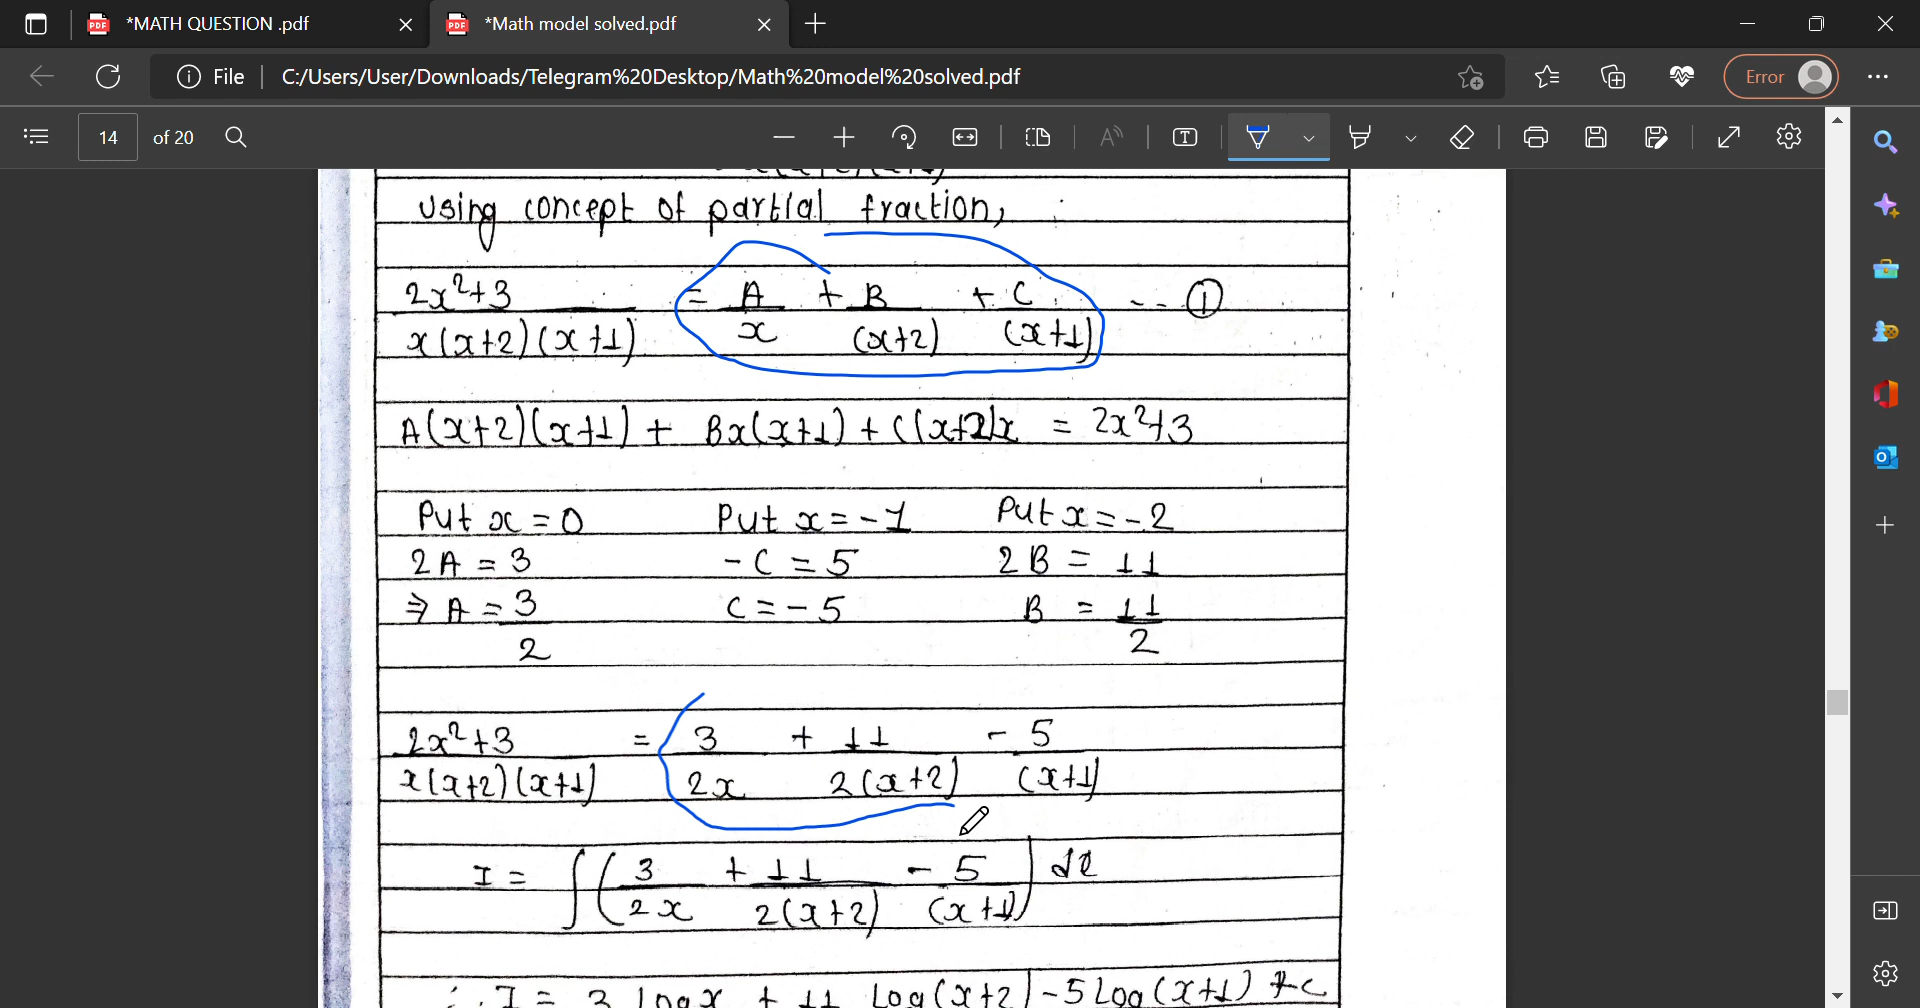 *MATH QUESTION .pdf
*Math model solved.pdf
File C:/Users/User/Downloads/Telegram%20Desktop/Math%20model%20solved.pdf
Error
14 of 20
using concept of partial fraction,
2x²+3 / x(x+2)(x+1) = A/x + B/(x+2) + C/(x+1) -- ①
A(x+2)(x+1) + Bx(x+1) + C(x+2)x = 2x²+3
Put x = 0 Put x = -1 Put x = -2
2A = 3 -C = 5 2B = 11
⇒ A = 3/2 C = -5 B = 11/2
2x²+3 / x(x+2)(x+1) = 3/2x + 11/2(x+2) - 5/(x+1)
I = ∫(3/2x + 11/2(x+2) - 5/(x+1)) dx
∴ I = 3 logx + 11 log(x+2) - 5 log(x+1) + C